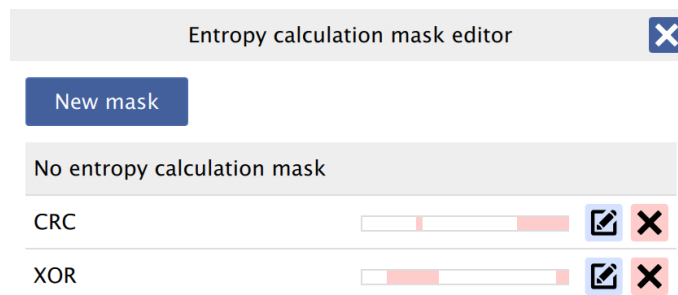 Entropy calculation mask editor
New mask
No entropy calculation mask
CRC
XOR